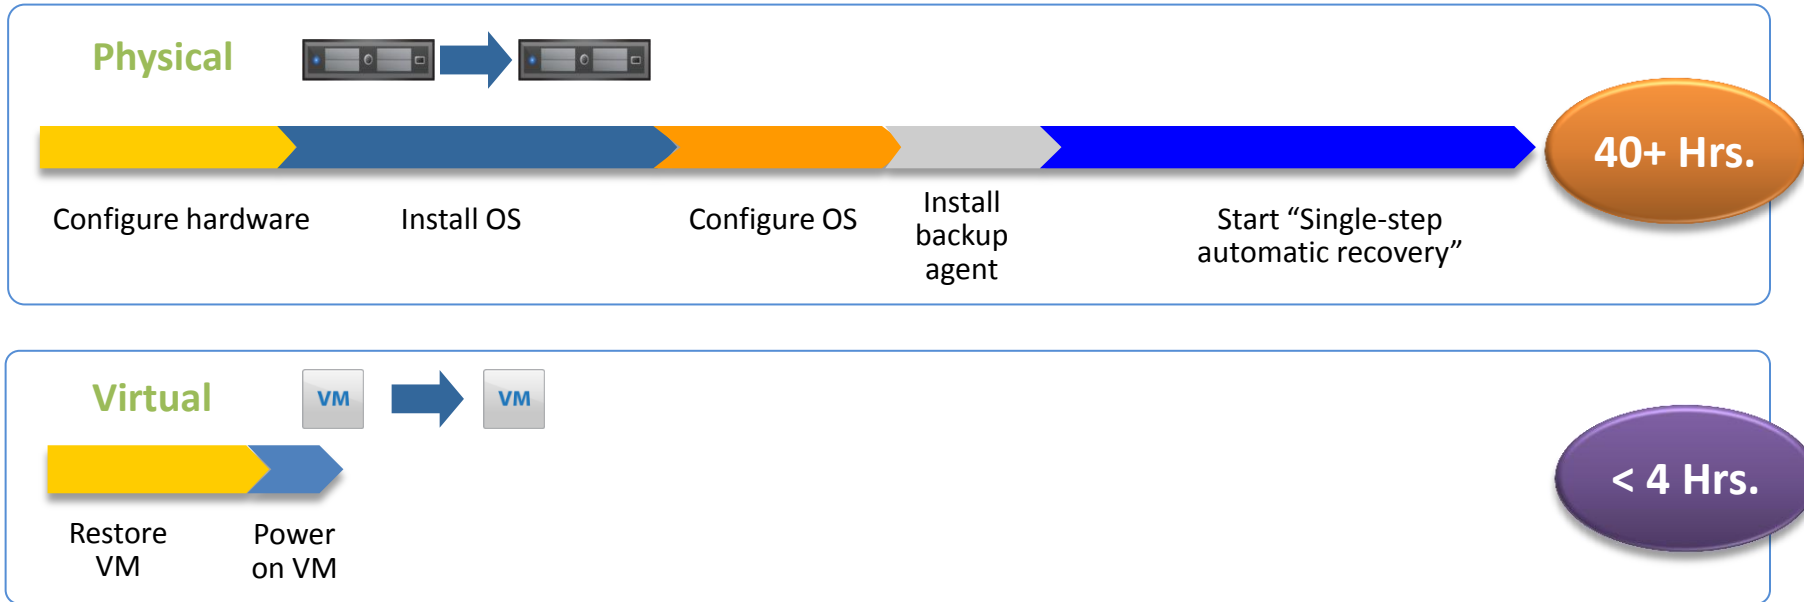 Physical
40+ Hrs.
Configure hardware
Install OS
Configure OS
Install
backup
agent
Start “Single-step
automatic recovery”
Virtual
VM
VM
< 4 Hrs.
Restore
VM
Power
on VM